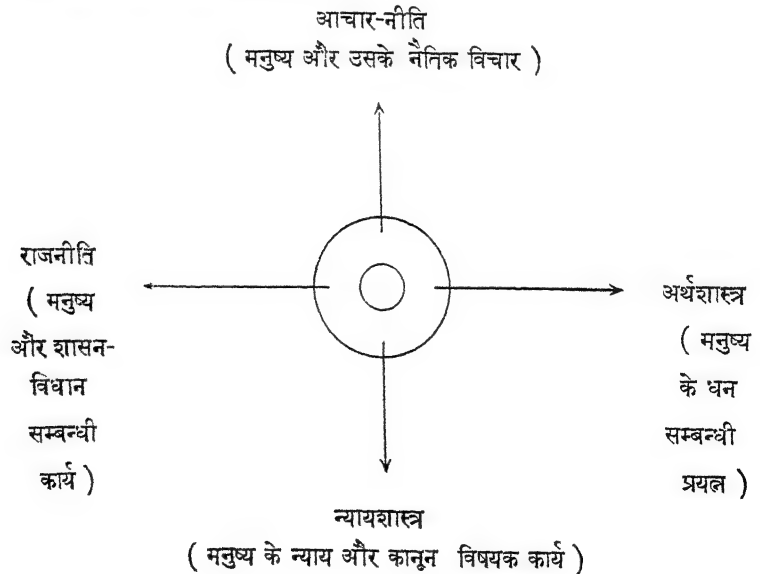 आचार-नीति
( मनुष्य और उसके नैतिक विचार )
राजनीति
( मनुष्य
और शासन-
विधान
सम्बन्धी
कार्य )
अर्थशास्त्र
( मनुष्य
के धन
सम्बन्धी
प्रयत्न )
न्यायशास्त्र
( मनुष्य के न्याय और कानून विषयक कार्य )